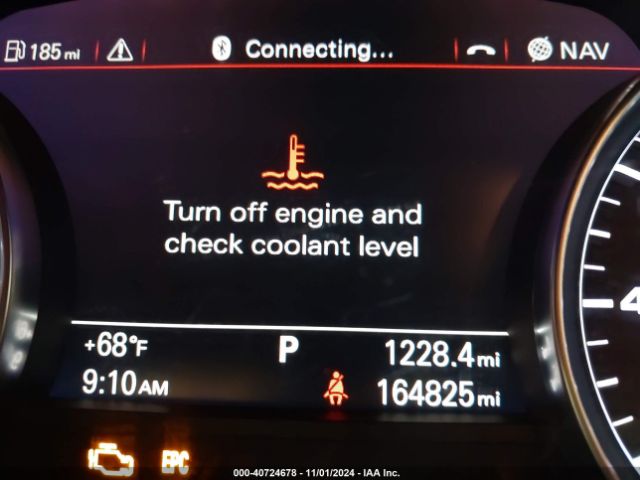 185 mi
Connecting...
NAV
Turn off engine and
check coolant level
+68°F
P
1228.4 mi
9:10 AM
164825 mi
4
EPC
000-40724678 - 11/01/2024 - IAA Inc.